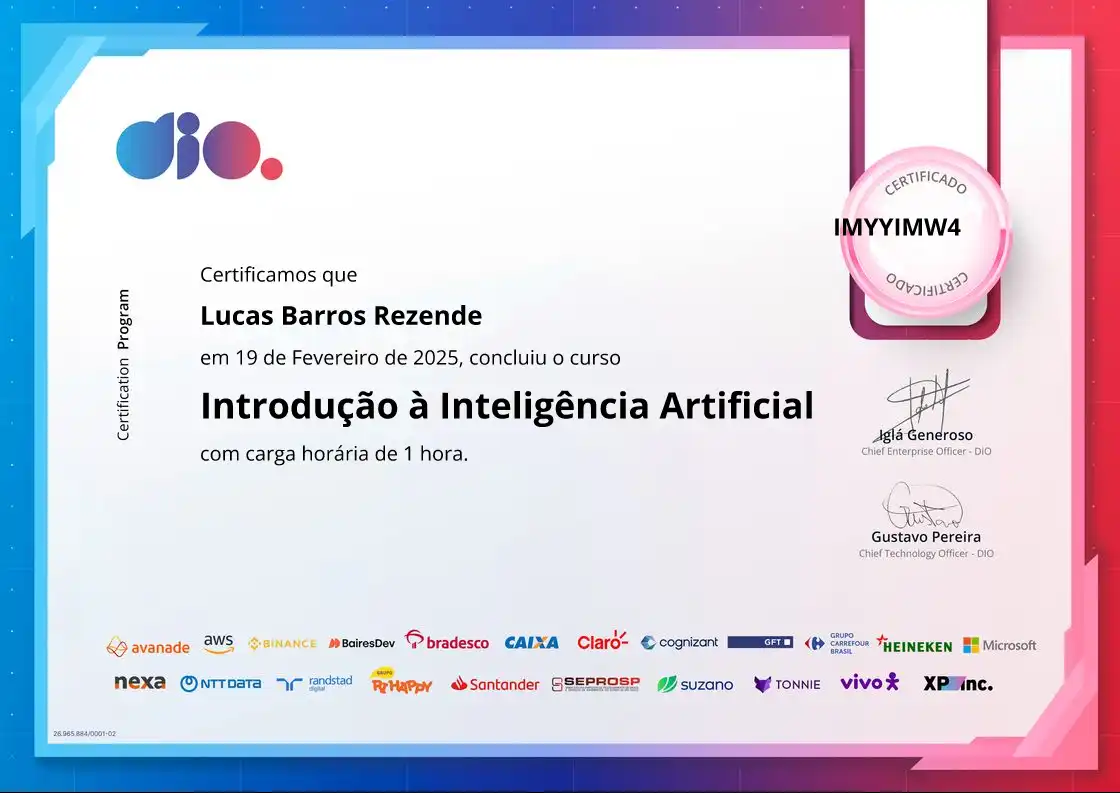 dio.
CERTIFICADO
IMYYIMW4
CERTIFICADO
Certification Program
Certificamos que
Lucas Barros Rezende
em 19 de Fevereiro de 2025, concluiu o curso
Introdução à Inteligência Artificial
com carga horária de 1 hora.
Iglá Generoso
Chief Enterprise Officer - DIO
Gustavo Pereira
Chief Technology Officer - DIO
avanade aws BINANCE BairesDev bradesco CAIXA Claro cognizant GFT GRUPO CARREFOUR BRASIL HEINEKEN Microsoft
nexa NTT DATA randstad digital GRUPO RI HAPPY Santander SEPROSP suzano TONNIE vivo XP inc.
26.965.884/0001-02